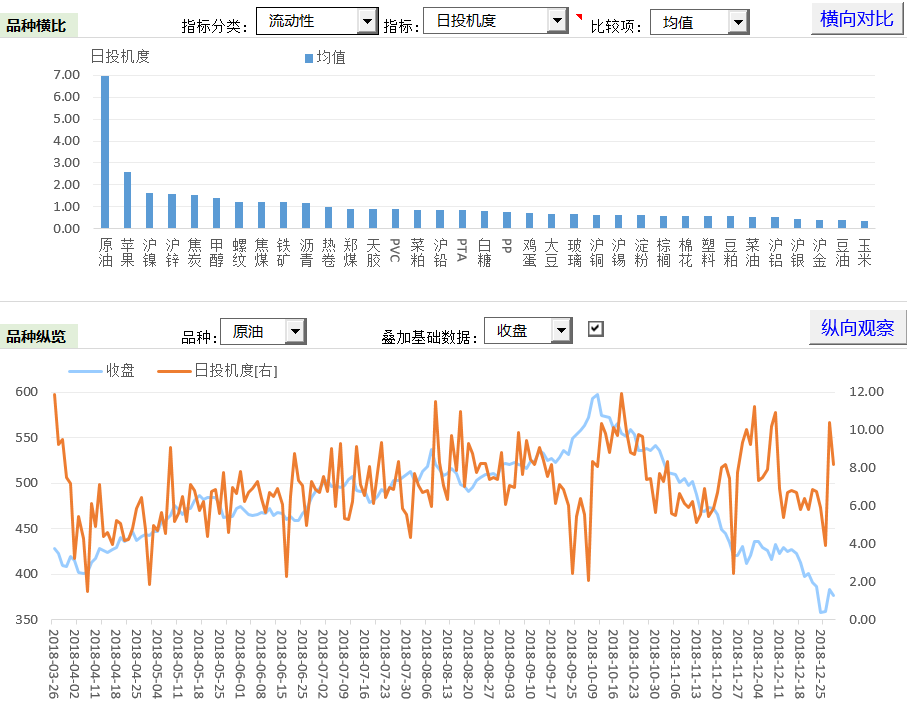 品种横比 指标分类： 流动性 指标： 日投机度 比较项： 均值 横向对比
日投机度 均值
7.00
6.00
5.00
4.00
3.00
2.00
1.00
0.00
原油 苹果 沪镍 沪锌 焦炭 甲醇 螺纹 焦煤 铁矿 沥青 热卷 郑煤 天胶 PVC 菜粕 沪铅 PTA 白糖 PP 鸡蛋 大豆 玻璃 沪铜 沪锡 淀粉 棕榈 棉花 塑料 豆粕 菜油 沪铝 沪银 沪金 豆油 玉米
品种纵览 品种： 原油 叠加基础数据： 收盘 纵向观察
收盘 日投机度[右]
600 12.00
550 10.00
500 8.00
450 6.00
400 4.00
350 2.00
0.00
2018-03-26 2018-04-02 2018-04-11 2018-04-18 2018-04-25 2018-05-04 2018-05-11 2018-05-18 2018-05-25 2018-06-01 2018-06-08 2018-06-15 2018-06-25 2018-07-02 2018-07-09 2018-07-16 2018-07-23 2018-07-30 2018-08-06 2018-08-13 2018-08-20 2018-08-27 2018-09-03 2018-09-10 2018-09-17 2018-09-25 2018-10-09 2018-10-16 2018-10-23 2018-10-30 2018-11-06 2018-11-13 2018-11-20 2018-11-27 2018-12-04 2018-12-11 2018-12-18 2018-12-25